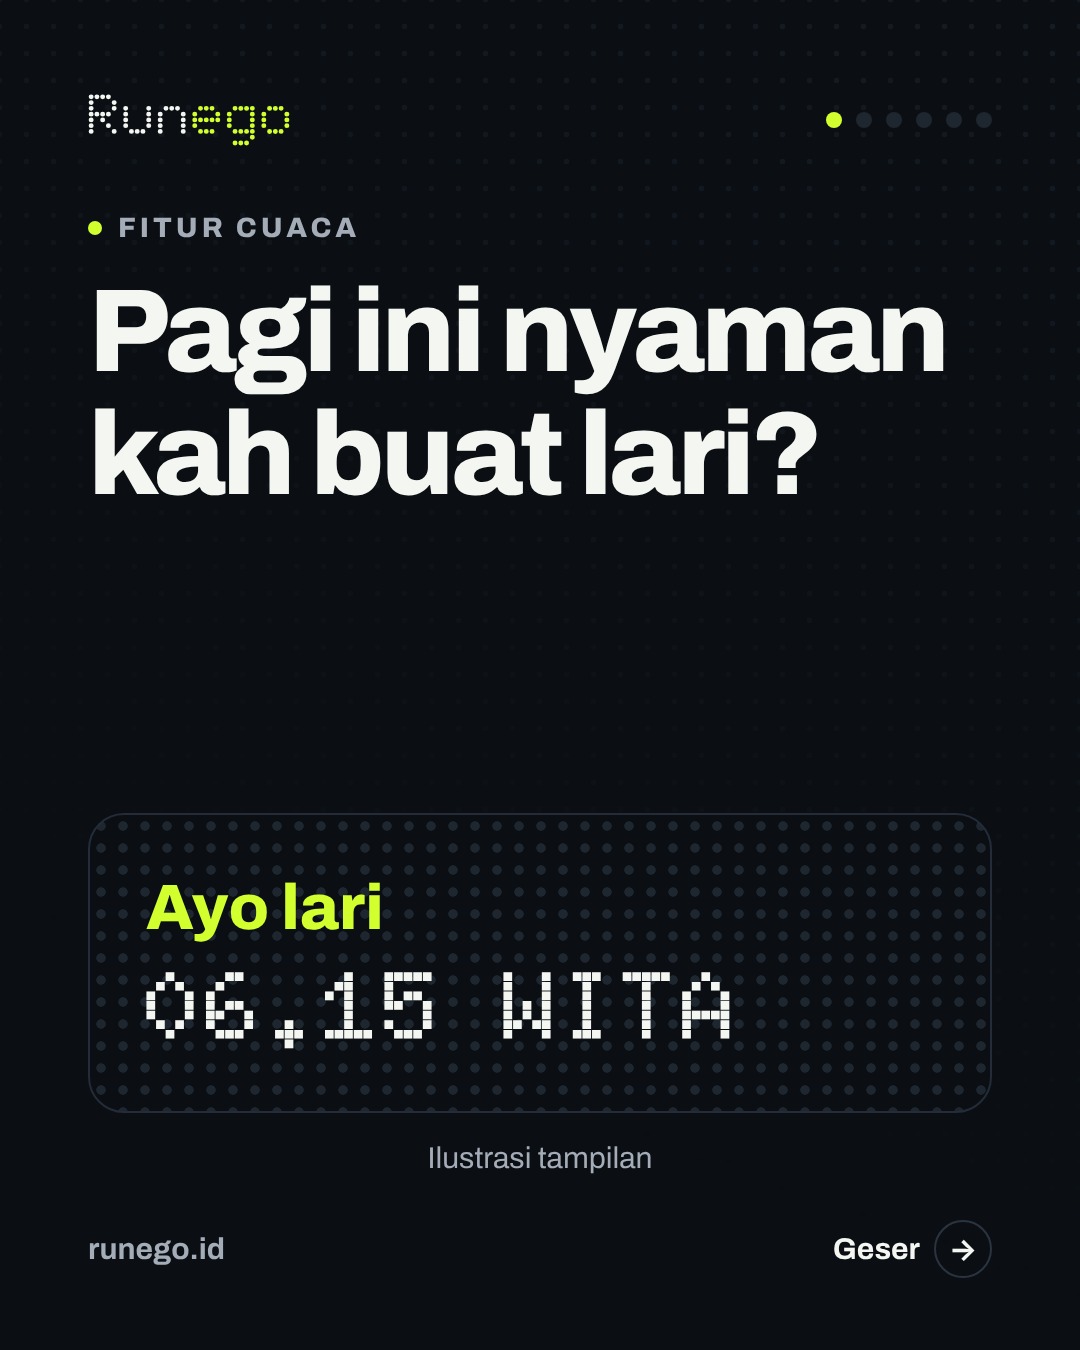 Runego
FITUR CUACA
Pagi ini nyaman
kah buat lari?
Ayo lari
06.15 WITA
Ilustrasi tampilan
runego.id
Geser →